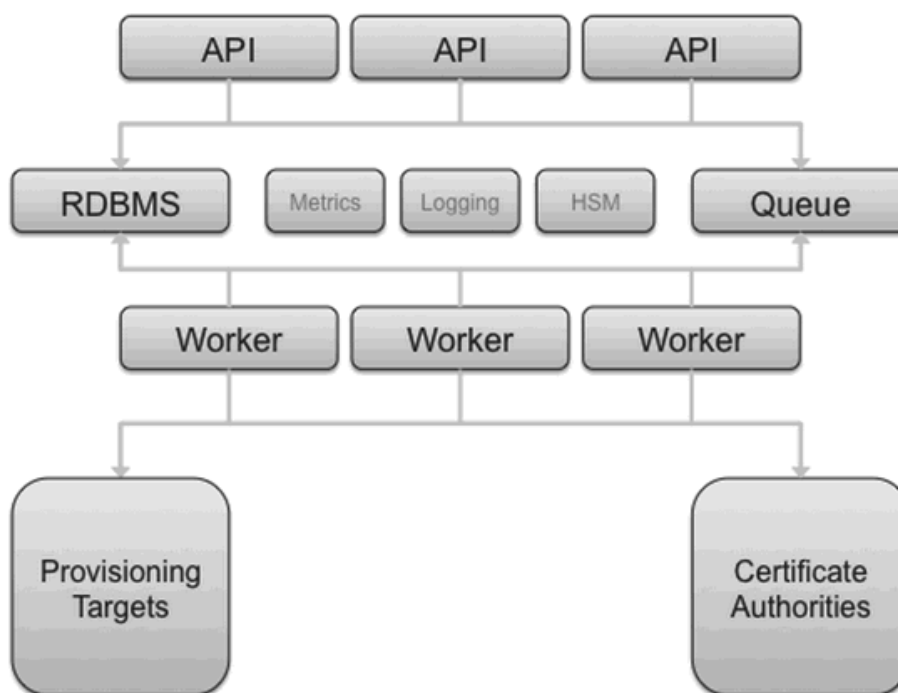 API
API
API
RDBMS
Metrics
Logging
HSM
Queue
Worker
Worker
Worker
Provisioning
Targets
Certificate
Authorities